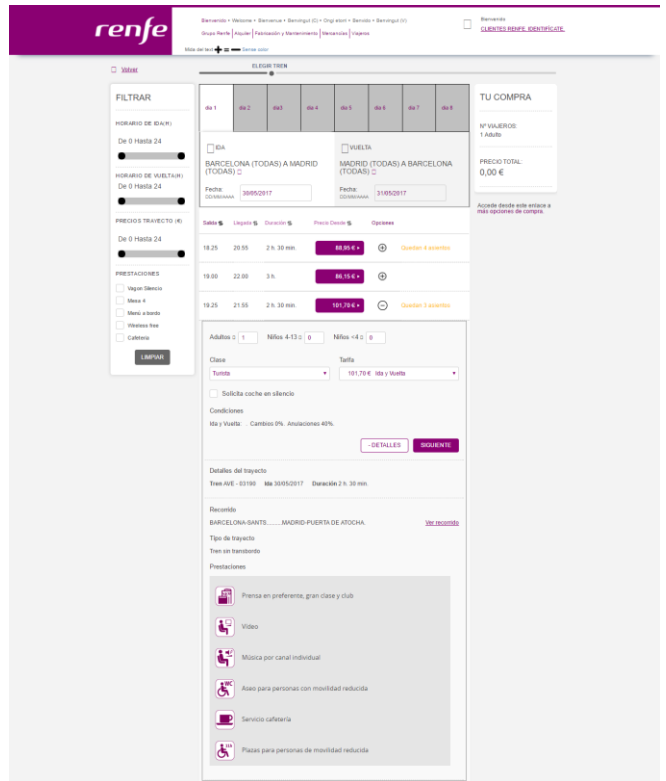 renfe
Bienvenido • Welcome • Bienvenue • Benvingut (C) • Ongi etorri • Benvido • Benvingut (V)
Grupo Renfe | Alquiler | Fabricación y Mantenimiento | Mercancías | Viajeros
Bienvenido
CLIENTES RENFE, IDENTIFÍCATE.
Volver
ELEGIR TREN
FILTRAR
HORARIO DE IDA(H)
De 0 Hasta 24
HORARIO DE VUELTA(H)
De 0 Hasta 24
PRECIOS TRAYECTO (€)
De 0 Hasta 24
PRESTACIONES
Vagon Silencio
Mesa 4
Menú a bordo
Wireless free
Cafetería
LIMPIAR
día 1 día 2 día3 día 4 día 5 día 6 día 7 día 8
IDA
BARCELONA (TODAS) A MADRID (TODAS)
Fecha:
DD/MM/AAAA
30/05/2017
VUELTA
MADRID (TODAS) A BARCELONA (TODAS)
Fecha:
DD/MM/AAAA
31/05/2017
Salida Llegada Duración Precio Desde Opciones
18.25 20.55 2 h. 30 min. 88,95 € Quedan 4 asientos
19.00 22.00 3 h. 86,15 €
19.25 21.55 2 h. 30 min. 101,70 € Quedan 3 asientos
Adultos 1 Niños 4-13 0 Niños <4 0
Clase
Turista
Tarifa
101,70 € Ida y Vuelta
Solicita coche en silencio
Condiciones
Ida y Vuelta: . Cambios 0%. Anulaciones 40%.
- DETALLES
SIGUIENTE
Detalles del trayecto
Tren AVE - 03190 Ida 30/05/2017 Duración 2 h. 30 min.
Recorrido
BARCELONA-SANTS.........MADRID-PUERTA DE ATOCHA.
Ver recorrido
Tipo de trayecto
Tren sin transbordo
Prestaciones
Prensa en preferente, gran clase y club
Video
Música por canal individual
WC
Aseo para personas con movilidad reducida
Servicio cafetería
Plazas para personas de movilidad reducida
TU COMPRA
Nº VIAJEROS:
1 Adulto
PRECIO TOTAL:
0,00 €
Accede desde este enlace a
más opciones de compra.